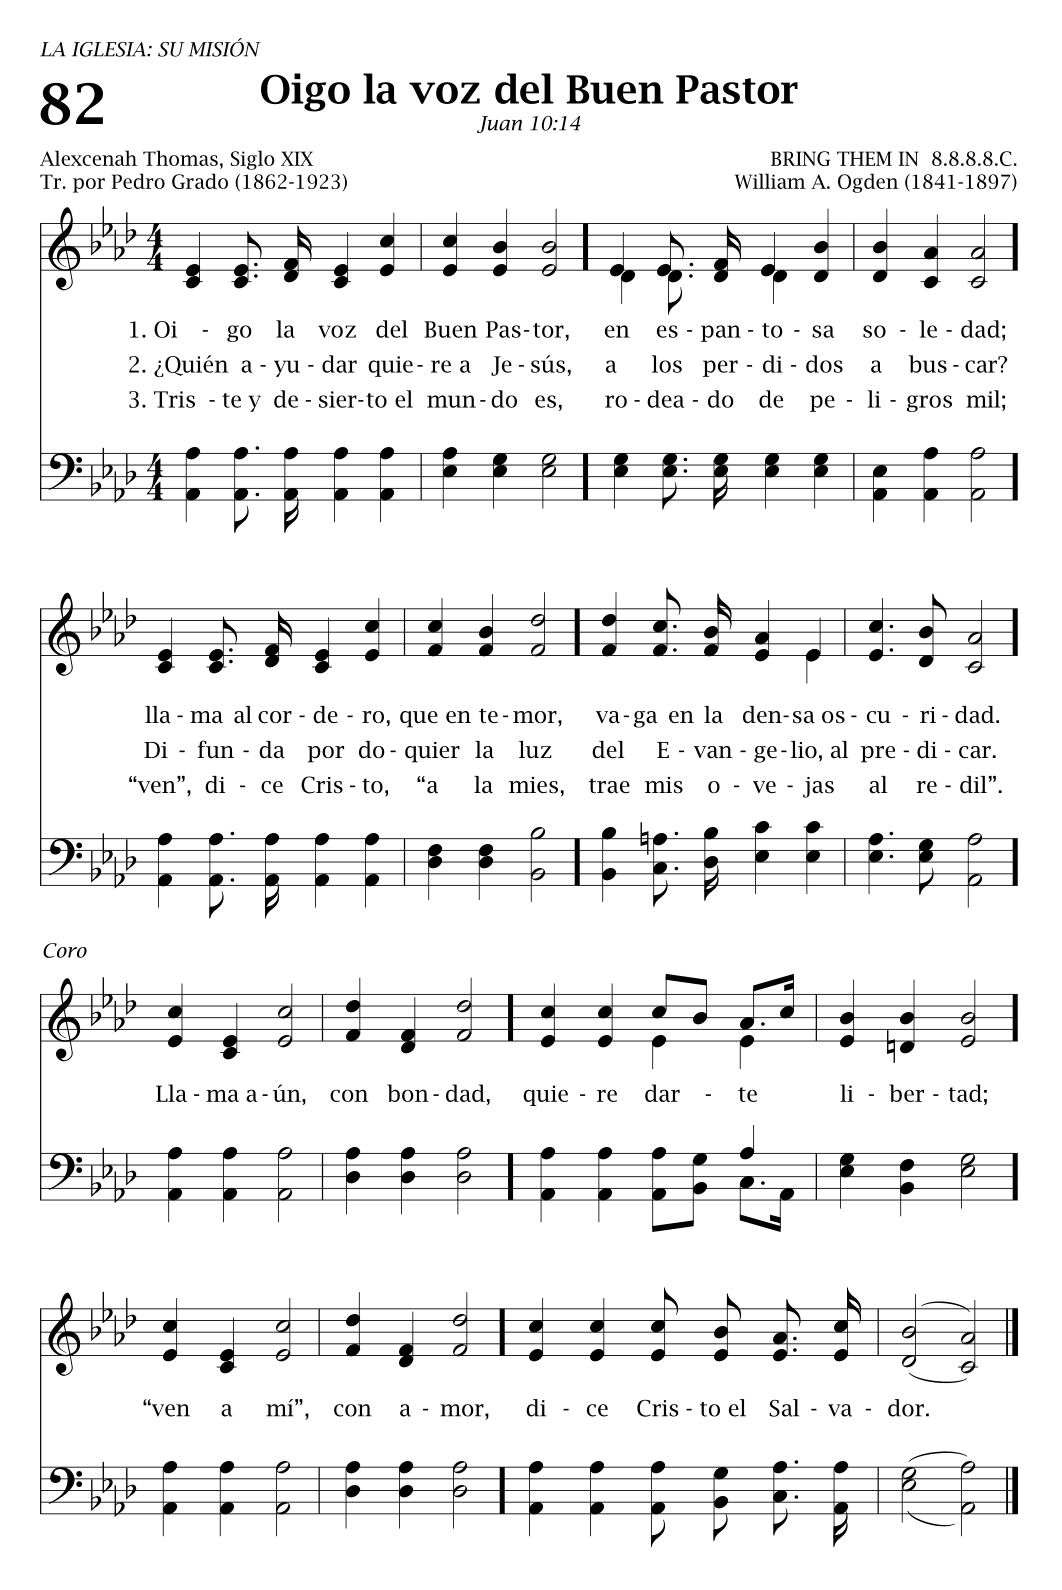 LA IGLESIA: SU MISIÓN
82
Oigo la voz del Buen Pastor
Juan 10:14
Alexcenah Thomas, Siglo XIX
Tr. por Pedro Grado (1862-1923)
BRING THEM IN 8.8.8.8.C.
William A. Ogden (1841-1897)
1. Oi - go la voz del Buen Pas-tor, en es - pan - to - sa so - le - dad;
2. ¿Quién a - yu - dar quie- re a Je - sús, a los per - di - dos a bus - car?
3. Tris - te y de - sier-to el mun - do es, ro - dea - do de pe - li - gros mil;
lla - ma al cor - de - ro, que en te - mor, va - ga en la den-sa os - cu - ri - dad.
Di - fun - da por do - quier la luz del E - van - ge - lio, al pre - di - car.
“ven”, di - ce Cris - to, “a la mies, trae mis o - ve - jas al re - dil”.
Coro
Lla - ma a - ún, con bon - dad, quie - re dar - te li - ber - tad;
“ven a mí”, con a - mor, di - ce Cris - to el Sal - va - dor.